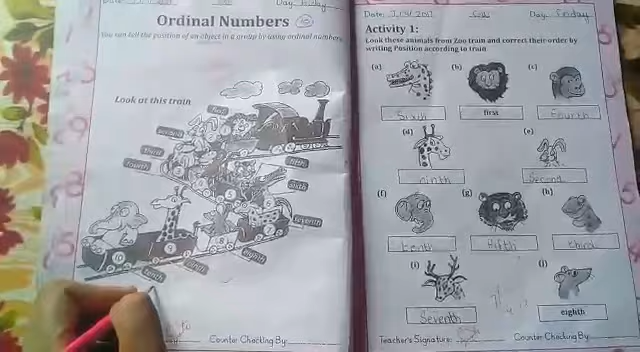 Day: Friday
Ordinal Numbers
You can tell the position of an object in a group by using ordinal numbers
Look at this train
first
second
third
fourth
fifth
sixth
seventh
eighth
ninth
tenth
Counter Checking By:
Date: Day: Friday
Activity 1:
Look these animals from Zoo train and correct their order by
writing Position according to train
(a) (b) (c)
Sixth first Fourth
(d) (e)
ninth Second
(f) (g) (h)
tenth fifth third
(i) (j)
Seventh eighth
Teacher's Signature: Counter Checking By: